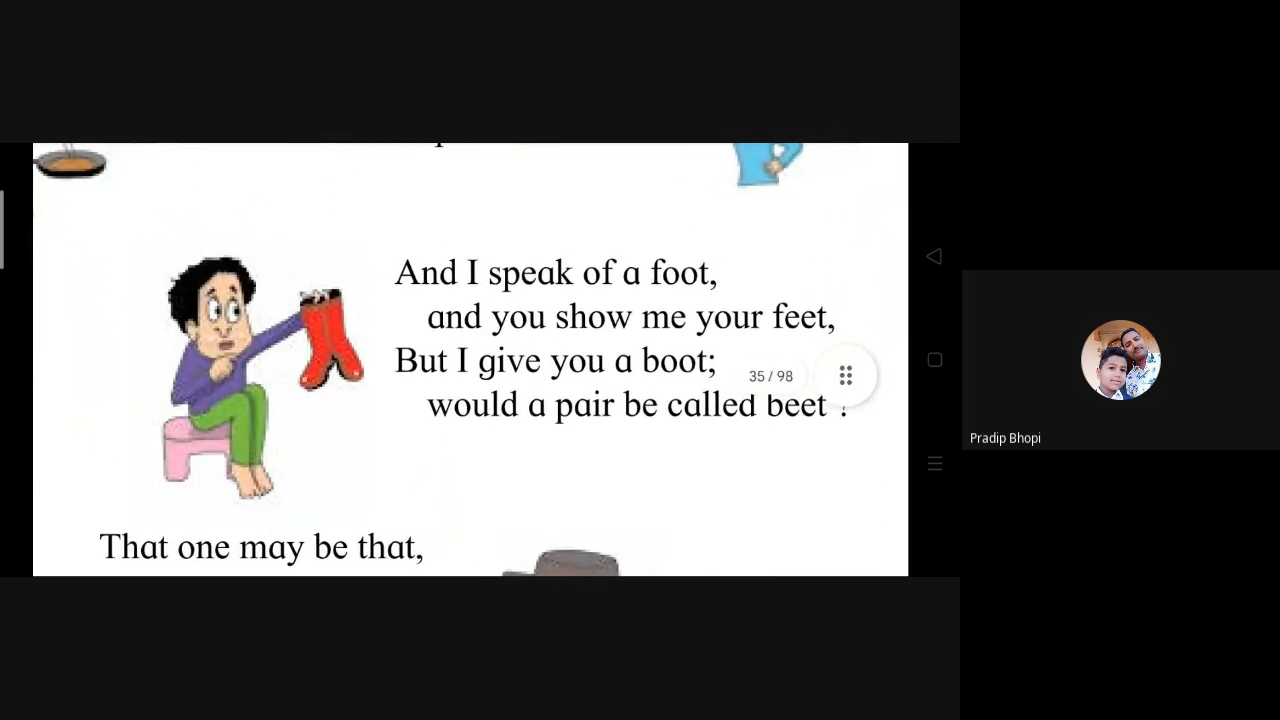 And I speak of a foot,
and you show me your feet,
But I give you a boot;
35 / 98
would a pair be called beet ?
Pradip Bhopi
That one may be that,